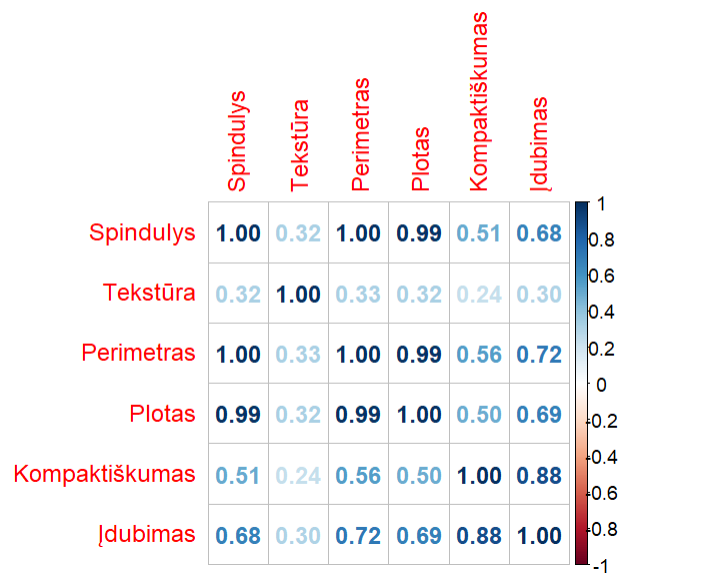 Spindulys Tekstūra Perimetras Plotas Kompaktiškumas Įdubimas
Spindulys 1.00 0.32 1.00 0.99 0.51 0.68
Tekstūra 0.32 1.00 0.33 0.32 0.24 0.30
Perimetras 1.00 0.33 1.00 0.99 0.56 0.72
Plotas 0.99 0.32 0.99 1.00 0.50 0.69
Kompaktiškumas 0.51 0.24 0.56 0.50 1.00 0.88
Įdubimas 0.68 0.30 0.72 0.69 0.88 1.00
1
0.8
0.6
0.4
0.2
0
-0.2
-0.4
-0.6
-0.8
-1